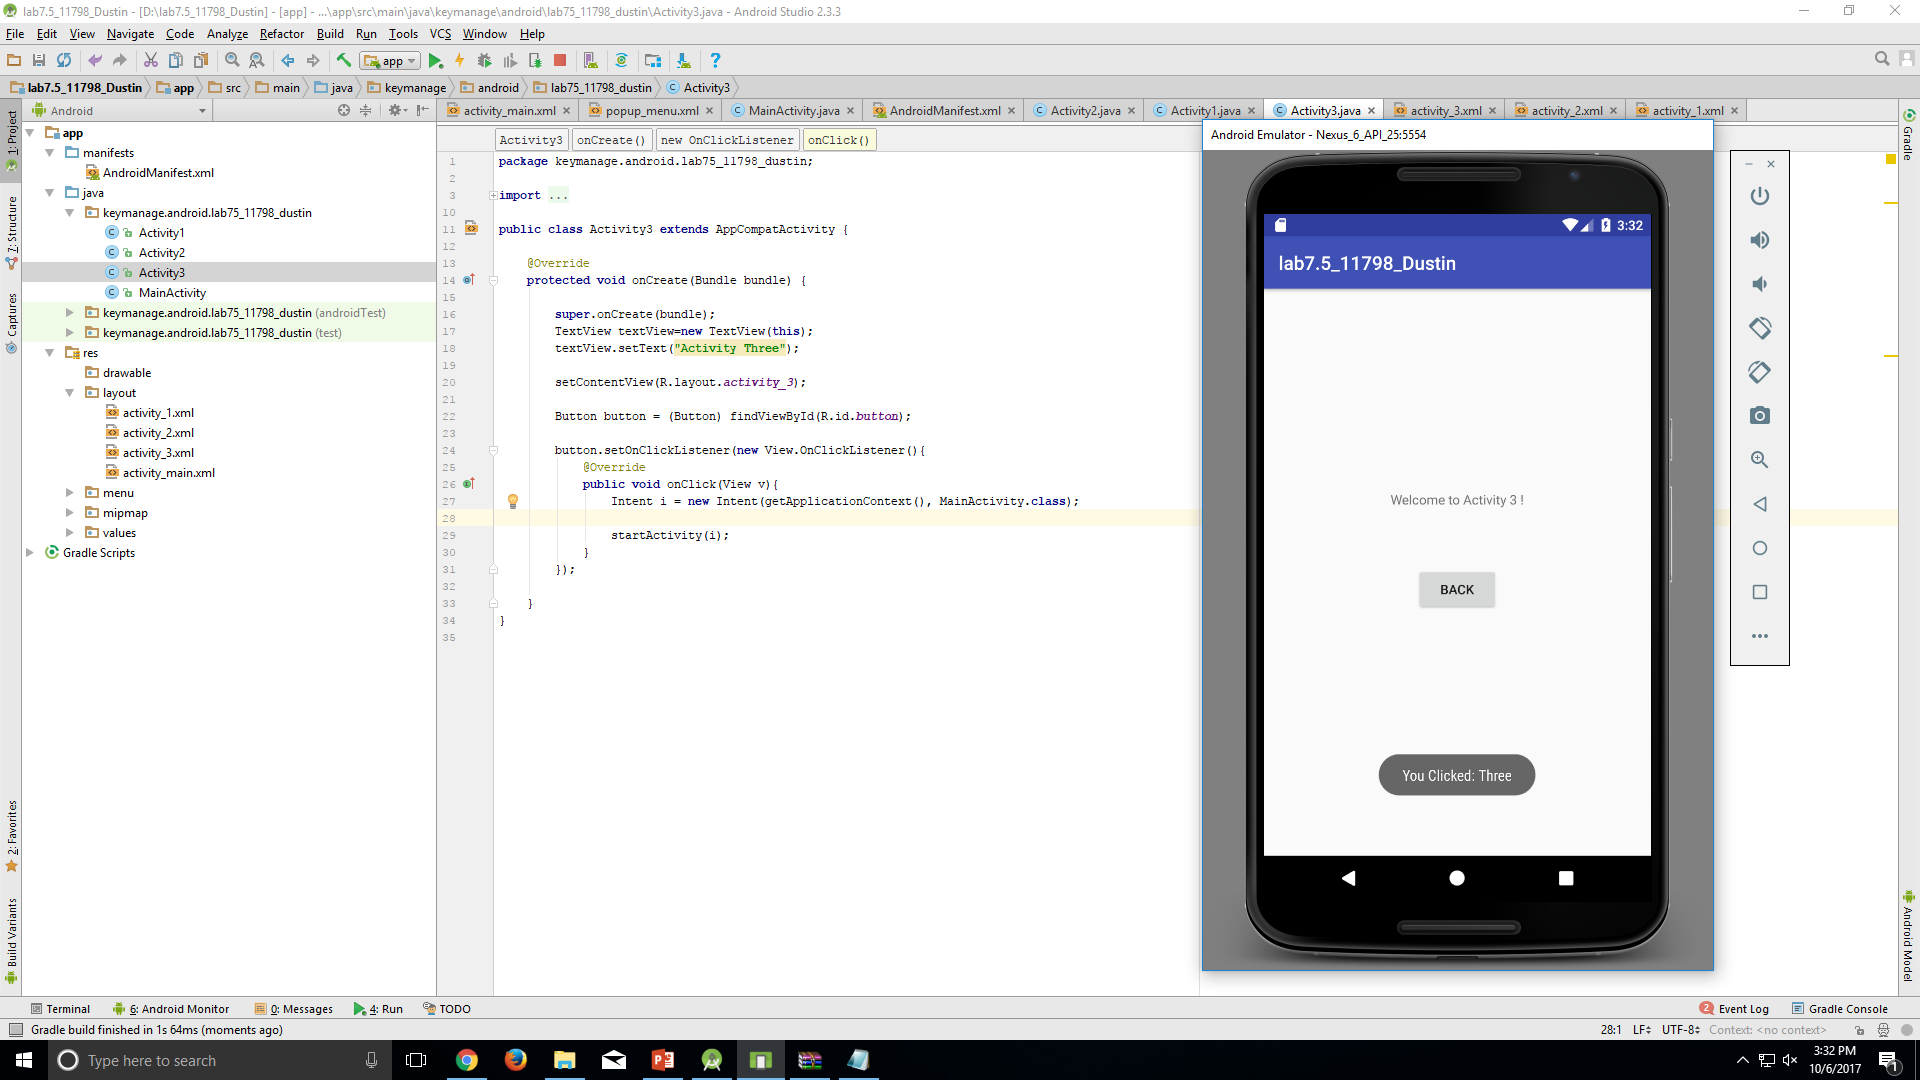 lab7.5_11798_Dustin - [D:\lab7.5_11798_Dustin] - [app] - ...\app\src\main\java\keymanage\android\lab75_11798_dustin\Activity3.java - Android Studio 2.3.3
File Edit View Navigate Code Analyze Refactor Build Run Tools VCS Window Help
app
lab7.5_11798_Dustin app src main java keymanage android lab75_11798_dustin Activity3
Android
activity_main.xml popup_menu.xml MainActivity.java AndroidManifest.xml Activity2.java Activity1.java Activity3.java activity_3.xml activity_2.xml activity_1.xml
1: Project
7: Structure
Captures
2: Favorites
Build Variants
app
manifests
AndroidManifest.xml
java
keymanage.android.lab75_11798_dustin
Activity1
Activity2
Activity3
MainActivity
keymanage.android.lab75_11798_dustin (androidTest)
keymanage.android.lab75_11798_dustin (test)
res
drawable
layout
activity_1.xml
activity_2.xml
activity_3.xml
activity_main.xml
menu
mipmap
values
Gradle Scripts
Activity3 onCreate() new OnClickListener onClick()
1 package keymanage.android.lab75_11798_dustin;
2
3 import ...
10
11 public class Activity3 extends AppCompatActivity {
12
13 @Override
14 protected void onCreate(Bundle bundle) {
15
16 super.onCreate(bundle);
17 TextView textView=new TextView(this);
18 textView.setText("Activity Three");
19
20 setContentView(R.layout.activity_3);
21
22 Button button = (Button) findViewById(R.id.button);
23
24 button.setOnClickListener(new View.OnClickListener(){
25 @Override
26 public void onClick(View v){
27 Intent i = new Intent(getApplicationContext(), MainActivity.class);
28
29 startActivity(i);
30 }
31 });
32
33 }
34 }
35
Android Emulator - Nexus_6_API_25:5554
3:32
lab7.5_11798_Dustin
Welcome to Activity 3 !
BACK
You Clicked: Three
Gradle
Android Model
Terminal 6: Android Monitor 0: Messages 4: Run TODO 2 Event Log Gradle Console
Gradle build finished in 1s 64ms (moments ago) 28:1 LF UTF-8 Context: <no context>
Type here to search
3:32 PM
10/6/2017
1